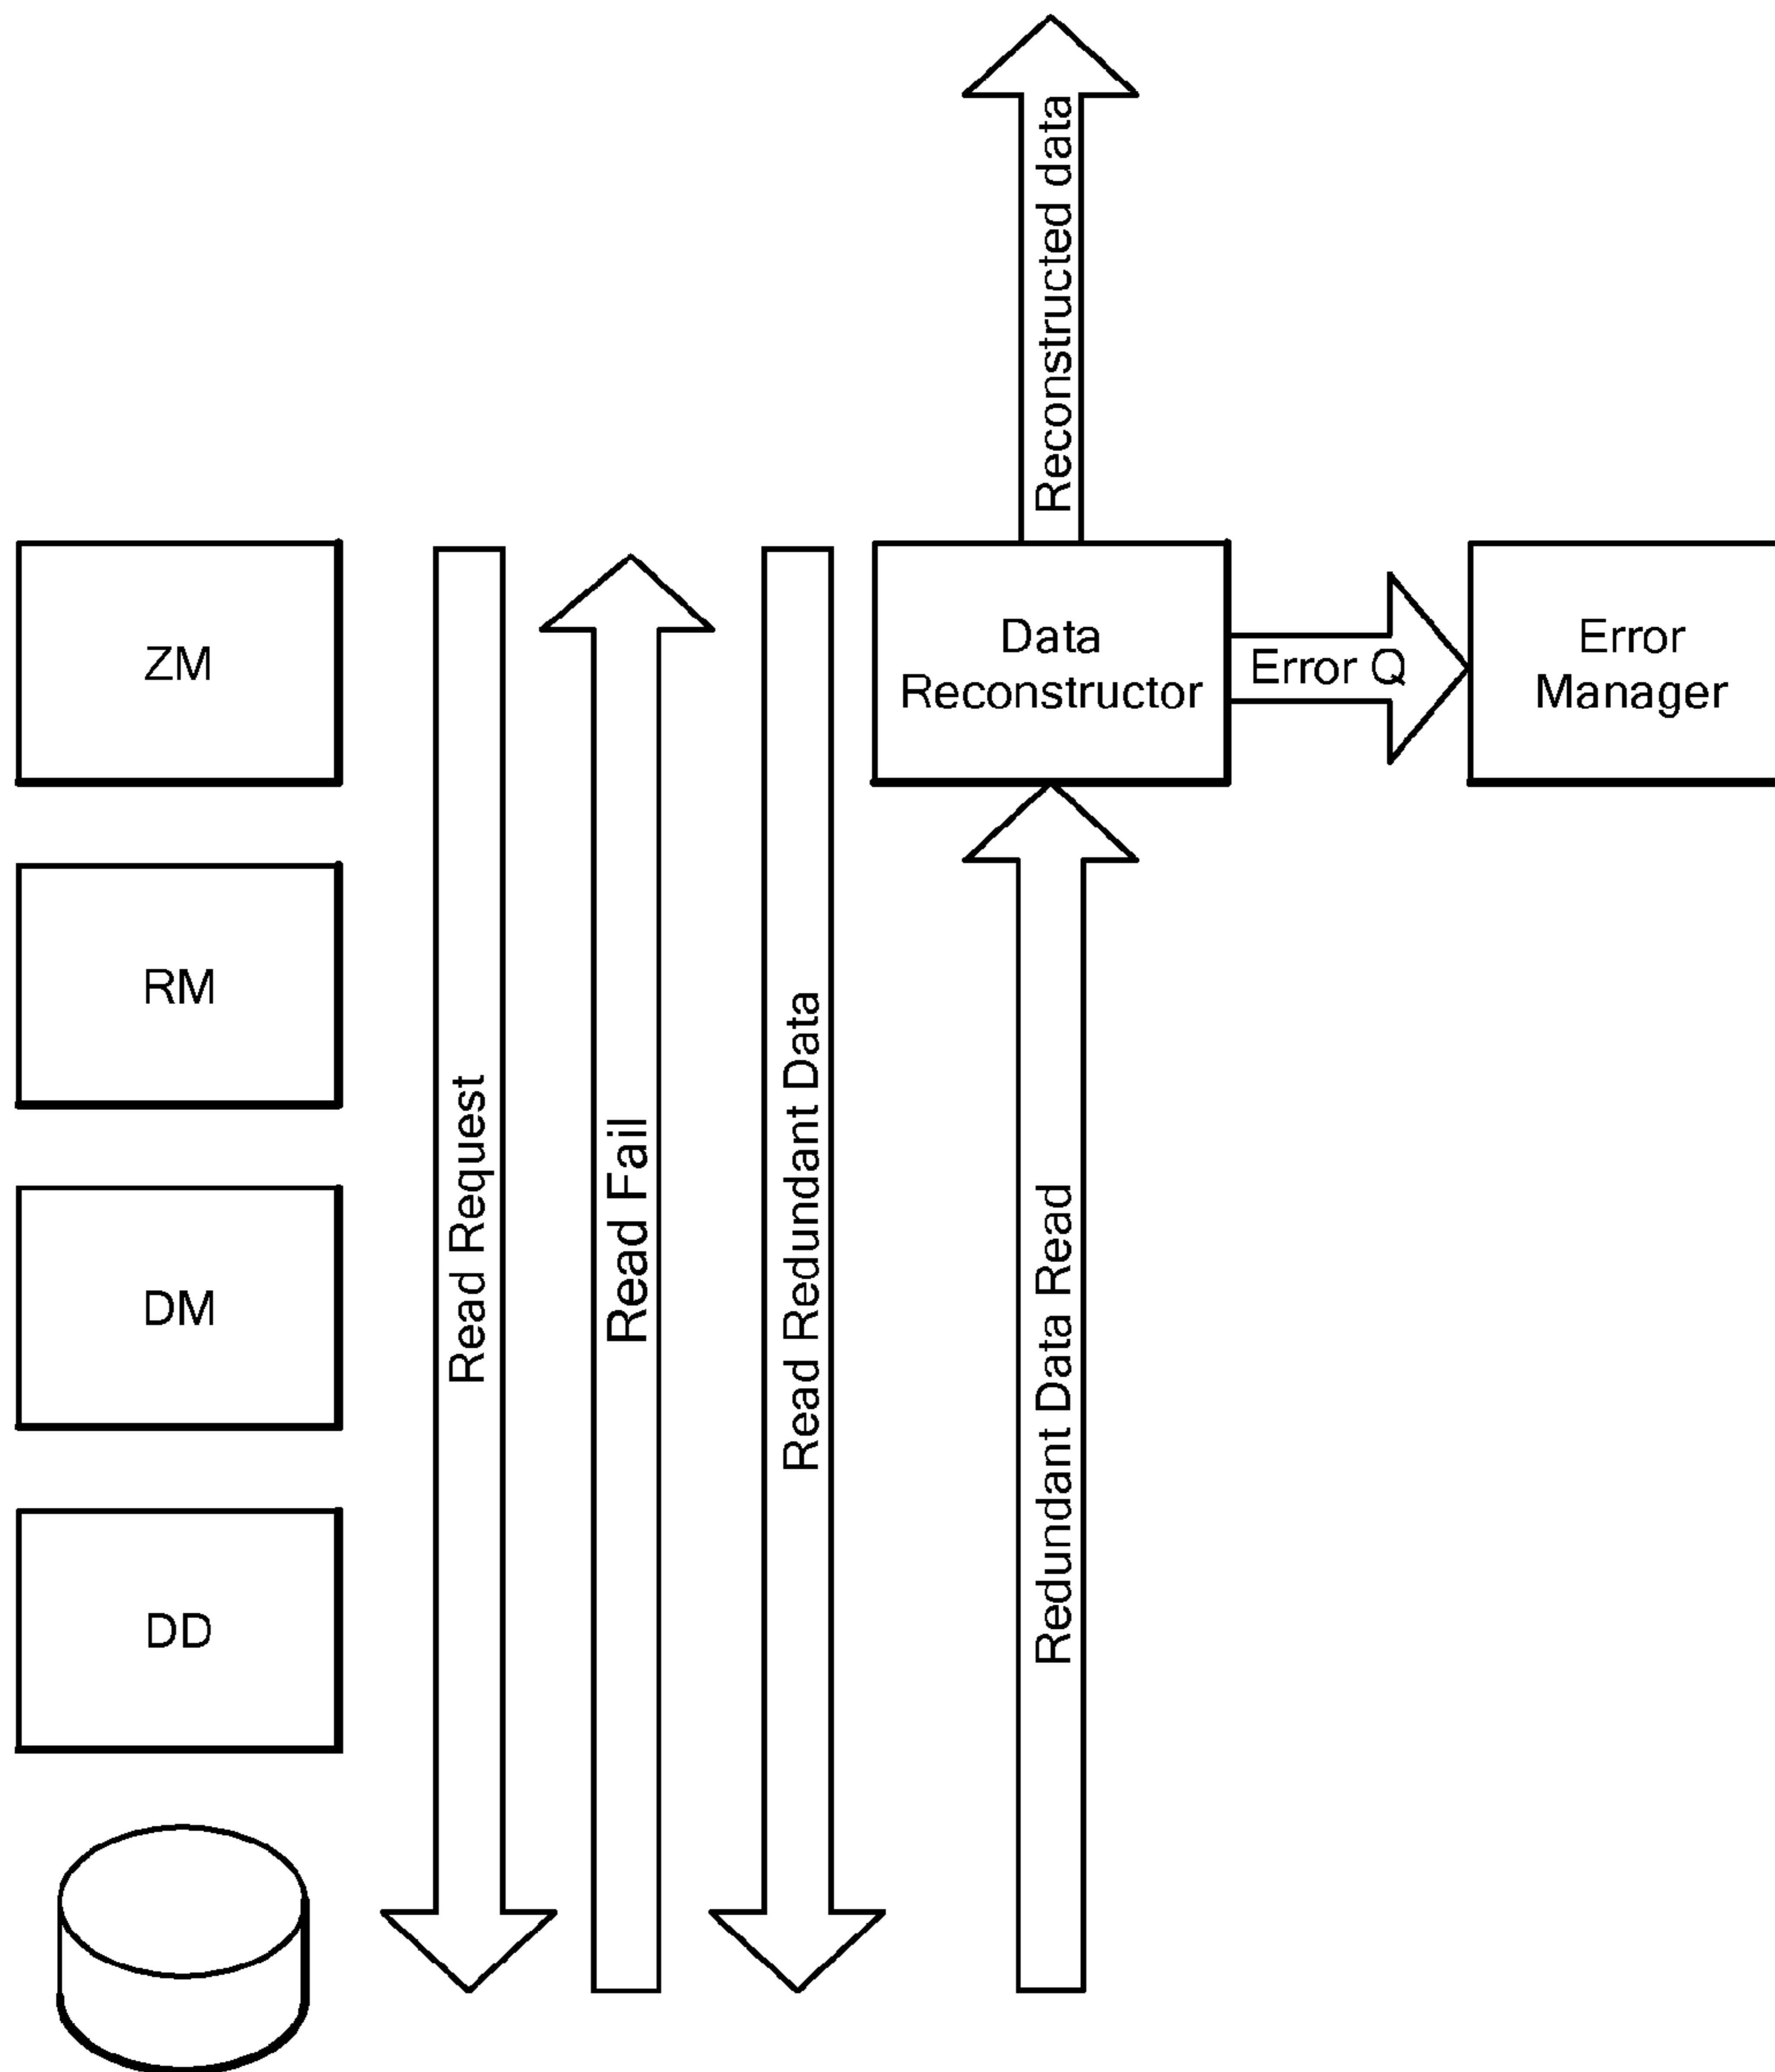 Reconstructed data
ZM
Data
Reconstructor
Error Q
Error
Manager
RM
DM
DD
Read Request
Read Fail
Read Redundant Data
Redundant Data Read